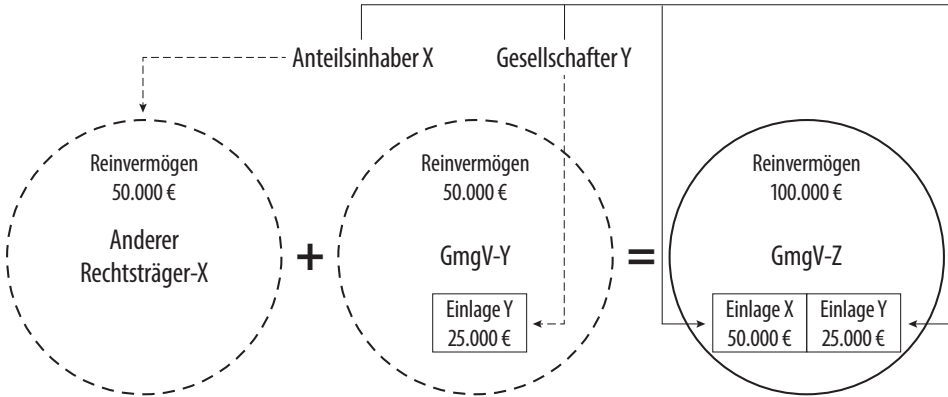 Anteilsinhaber X
Gesellschafter Y
Reinvermögen
50.000 €
Anderer
Rechtsträger-X
+
Reinvermögen
50.000 €
GmgV-Y
Einlage Y
25.000 €
=
Reinvermögen
100.000 €
GmgV-Z
Einlage X
50.000 €
Einlage Y
25.000 €